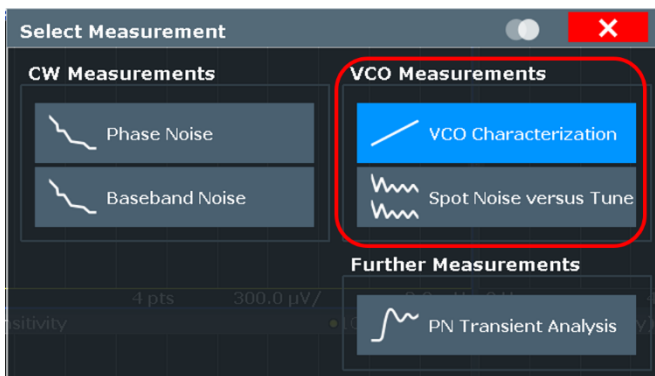 Select Measurement
CW Measurements
Phase Noise
Baseband Noise
VCO Measurements
VCO Characterization
Spot Noise versus Tune
Further Measurements
PN Transient Analysis
4 pts 300.0 µV/
sitivity